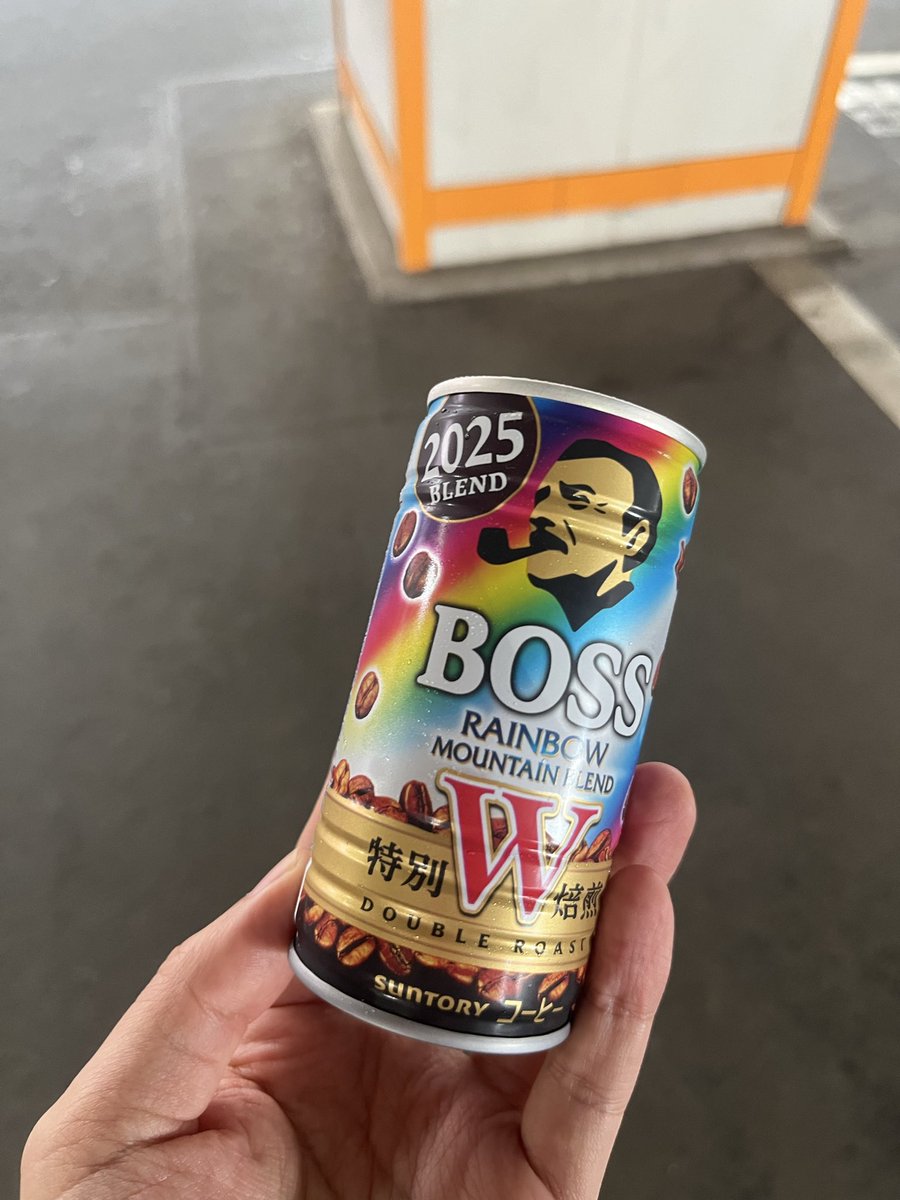 2025
BLEND
BOSS
RAINBOW
MOUNTAIN BLEND
特別 W 焙煎
DOUBLE ROAST
SUNTORY コーヒー